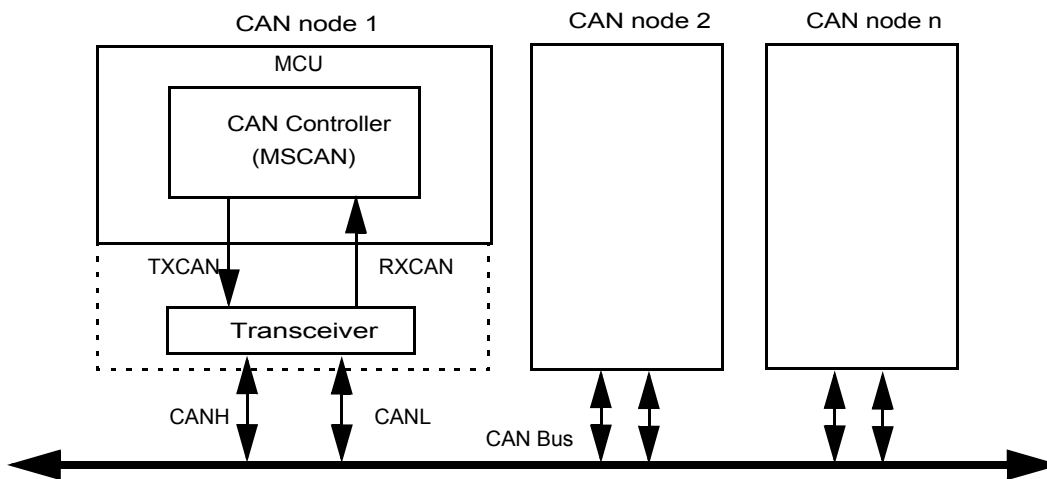 CAN node 1
CAN node 2
CAN node n
MCU
CAN Controller
(MSCAN)
TXCAN
RXCAN
Transceiver
CANH
CANL
CAN Bus